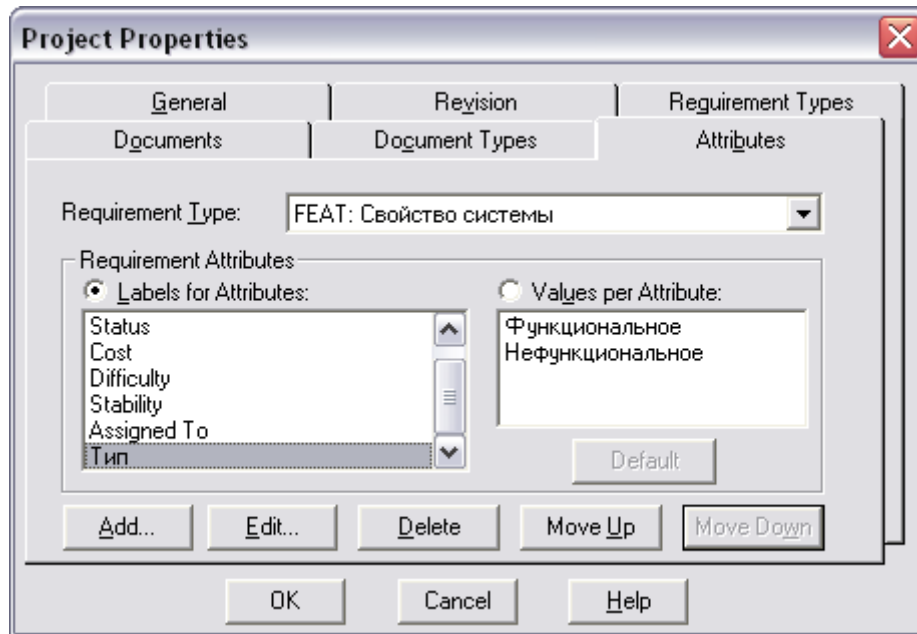 Project Properties
General Revision Reguirement Types
Documents Document Types Attributes
Requirement Type: FEAT: Свойство системы
Requirement Attributes
Labels for Attributes: Values per Attribute:
Status Функциональное
Cost Нефункциональное
Difficulty
Stability
Assigned To
Тип
Default
Add... Edit... Delete Move Up Move Down
OK Cancel Help